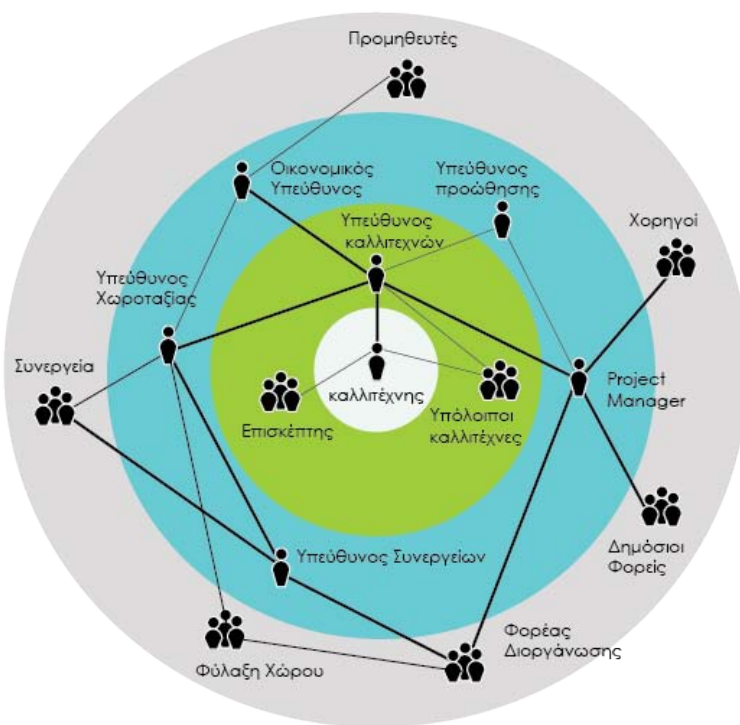 Προμηθευτές
Οικονομικός
Υπεύθυνος
Υπεύθυνος
προώθησης
Υπεύθυνος
καλλιτεχνών
Χορηγοί
Υπεύθυνος
Χωροταξίας
Συνεργεία
καλλιτέχνης
Project
Manager
Επισκέπτης
Υπόλοιποι
καλλιτέχνες
Υπεύθυνος Συνεργείων
Δημόσιοι
Φορείς
Φορέας
Διοργάνωσης
Φύλαξη Χώρου